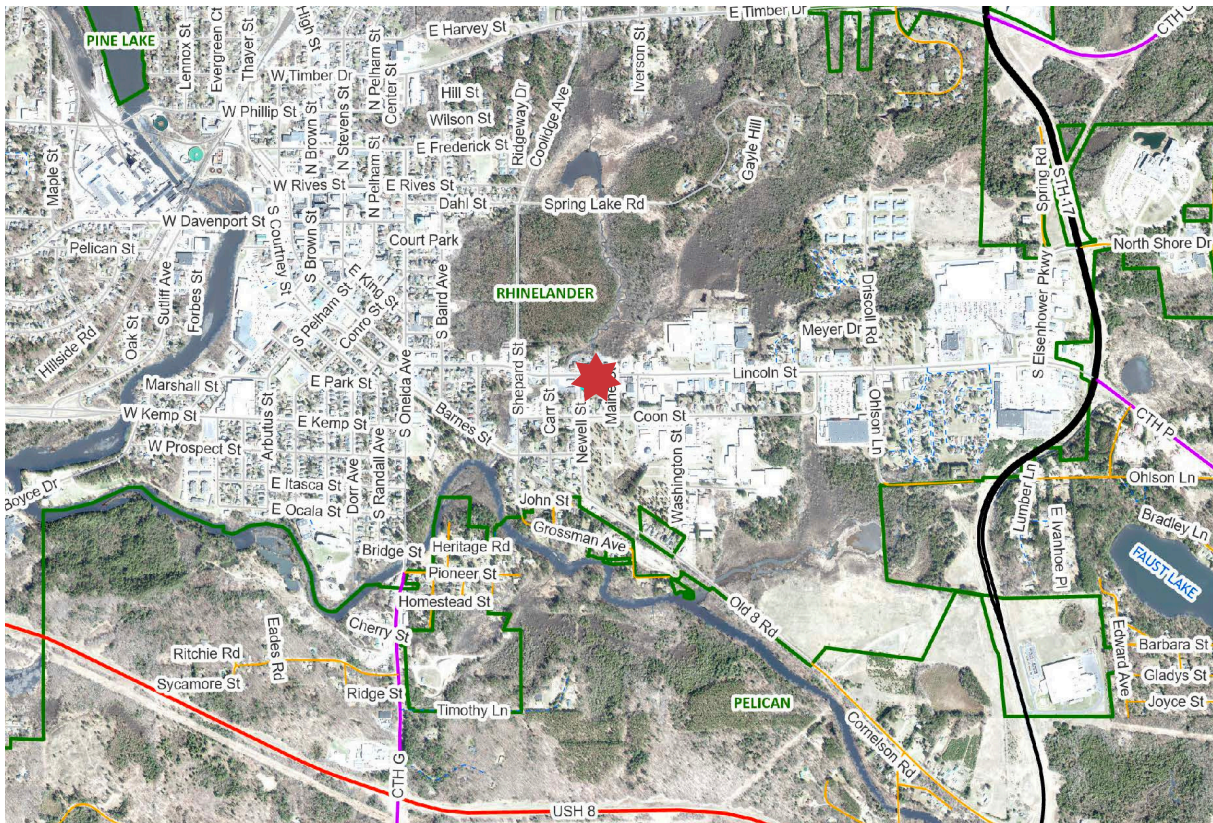 E Timber Dr
PINE LAKE
Lennox St
Evergreen Ct
Thayer St
High St
N Pelham St
Center St
E Harvey St
Iverson St
CTH G
W Timber Dr
Hill St
W Phillip St
Wilson St
N Brown St
N Stevens St
N Pelham St
E Frederick St
Ridgeway Dr
Coolidge Ave
Gayle Hill
Maple St
W Rives St
E Rives St
Dahl St
Spring Lake Rd
Spring Rd
STH-17
W Davenport St
S Courtney St
S Brown St
Court Park
North Shore Dr
Pelican St
Sutliff Ave
Forbes St
E King St
S Baird Ave
RHINELANDER
Driscoll Rd
S Eisenhower Pkwy
Hillside Rd
Oak St
S Pelham St
Conro St
Meyer Dr
S Oneida Ave
Shepard St
Marshall St
E Park St
Lincoln St
Carr St
Newell St
Maine
W Kemp St
Arbutus St
E Kemp St
Barnes St
Coon St
Ohlson Ln
CTH P
W Prospect St
S Randall Ave
Dorr Ave
Washington St
Boyce Dr
E Itasca St
Lumber Ln
Ohlson Ln
E Ocala St
John St
E Ivanhoe Pl
Bradley Ln
Grossman Ave
Bridge St
Heritage Rd
FAUST LAKE
Pioneer St
Homestead St
Old 8 Rd
Cherry St
Eades Rd
Edward Ave
Barbara St
Ritchie Rd
Gladys St
Sycamore St
Ridge St
Timothy Ln
PELICAN
Joyce St
Cornelson Rd
CTH G
USH 8